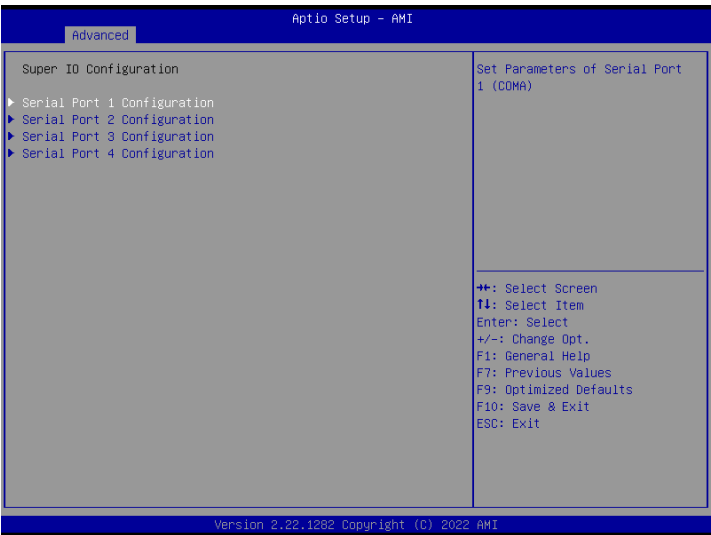 Aptio Setup – AMI
Advanced
Super IO Configuration
▶ Serial Port 1 Configuration
▶ Serial Port 2 Configuration
▶ Serial Port 3 Configuration
▶ Serial Port 4 Configuration
Set Parameters of Serial Port
1 (COMA)
→←: Select Screen
↑↓: Select Item
Enter: Select
+/-: Change Opt.
F1: General Help
F7: Previous Values
F9: Optimized Defaults
F10: Save & Exit
ESC: Exit
Version 2.22.1282 Copyright (C) 2022 AMI